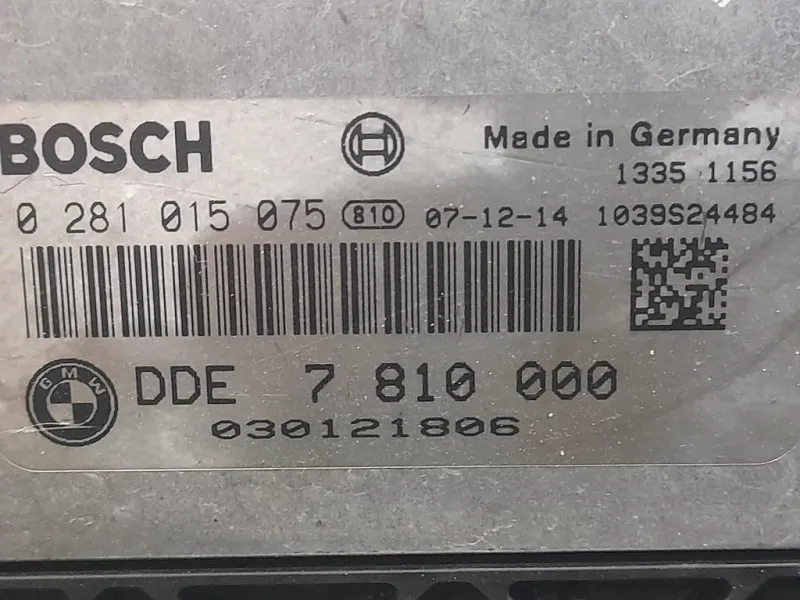 BOSCH
Made in Germany
1335 1156
0 281 015 075 810 07-12-14 1039S24484
BMW
DDE 7 810 000
030121806